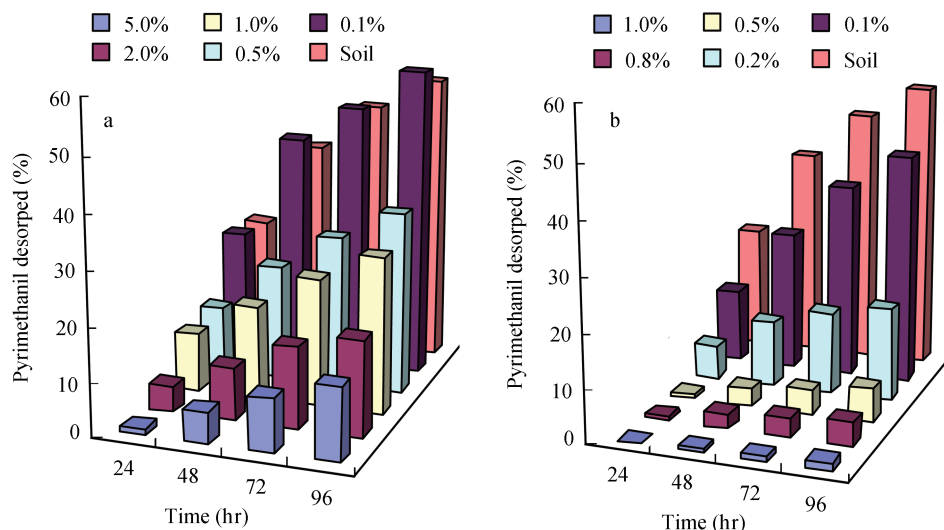 5.0% 1.0% 0.1%
2.0% 0.5% Soil
a
Pyrimethanil desorped (%)
60
50
40
30
20
10
0
24 48 72 96
Time (hr)
1.0% 0.5% 0.1%
0.8% 0.2% Soil
b
Pyrimethanil desorped (%)
60
50
40
30
20
10
0
24 48 72 96
Time (hr)